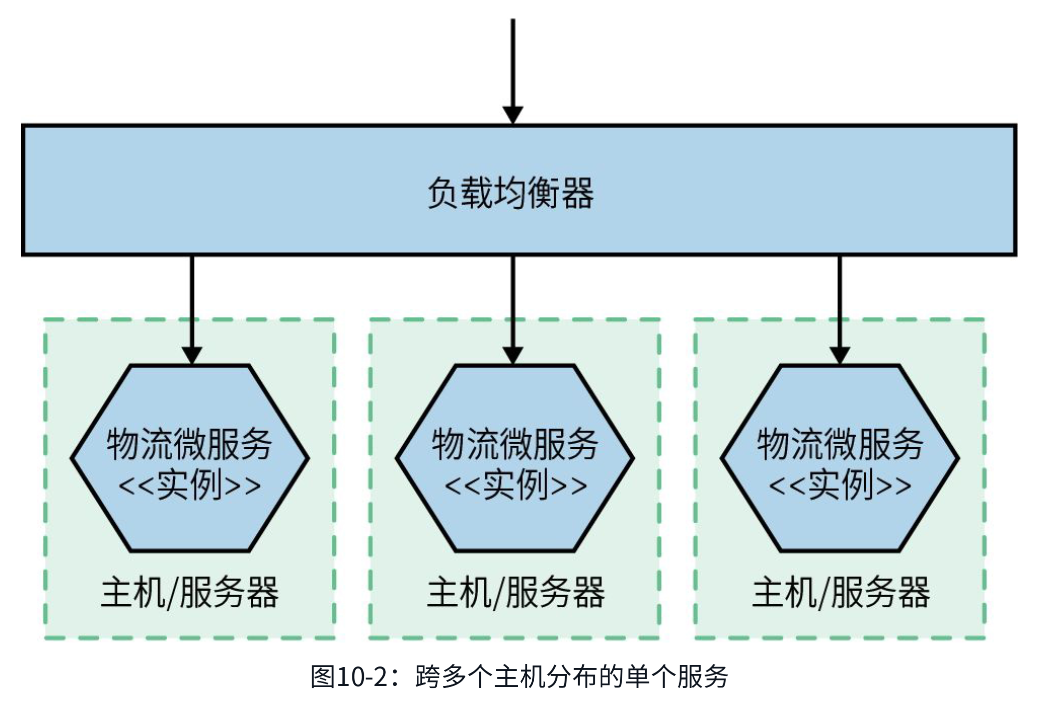 负载均衡器
物流微服务
<<实例>>
主机/服务器
物流微服务
<<实例>>
主机/服务器
物流微服务
<<实例>>
主机/服务器
图10-2：跨多个主机分布的单个服务